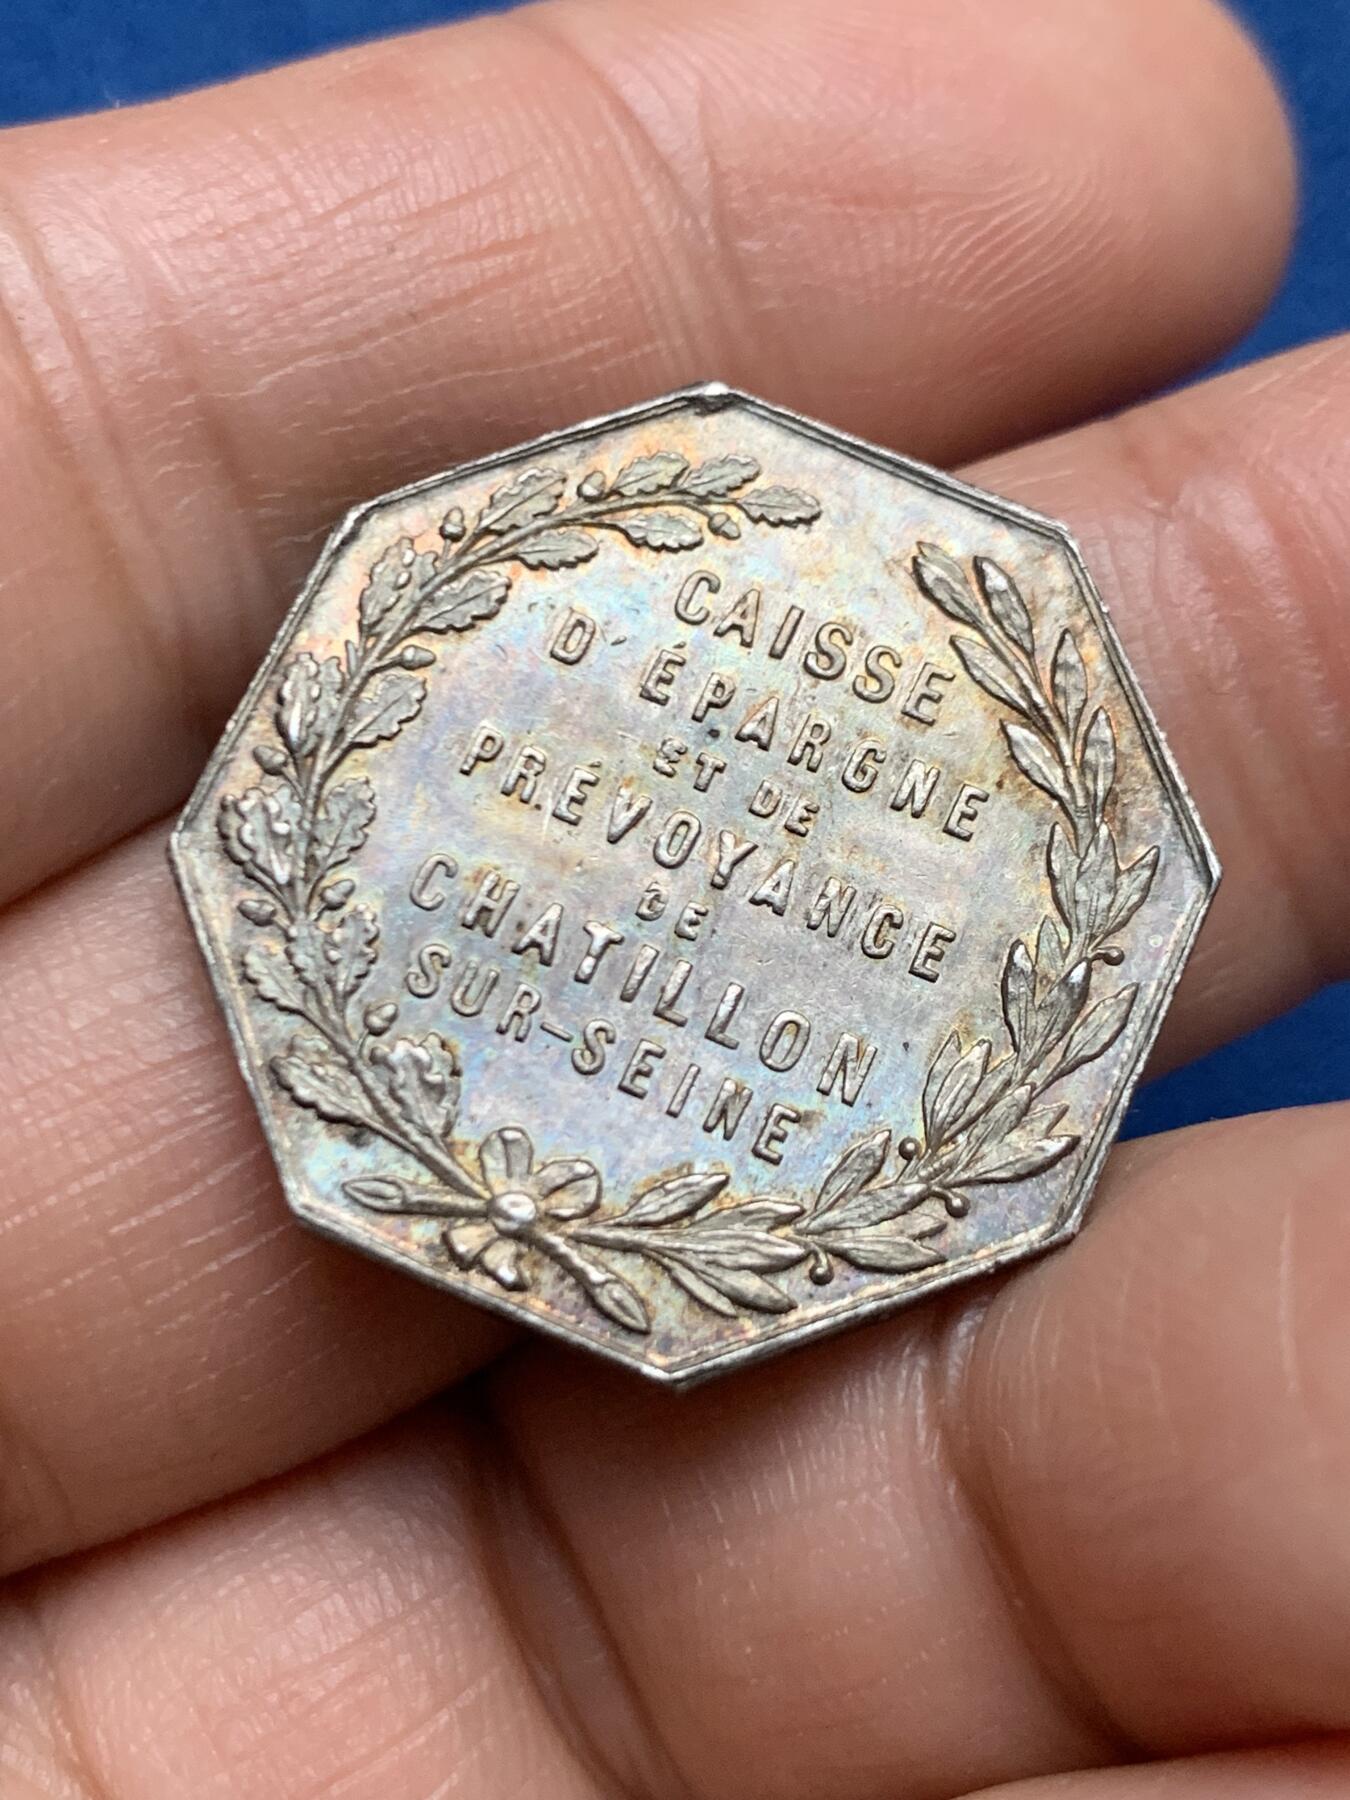 CAISSE
D'ÉPARGNE
ET DE
PRÉVOYANCE
DE
CHATILLON
SUR-SEINE